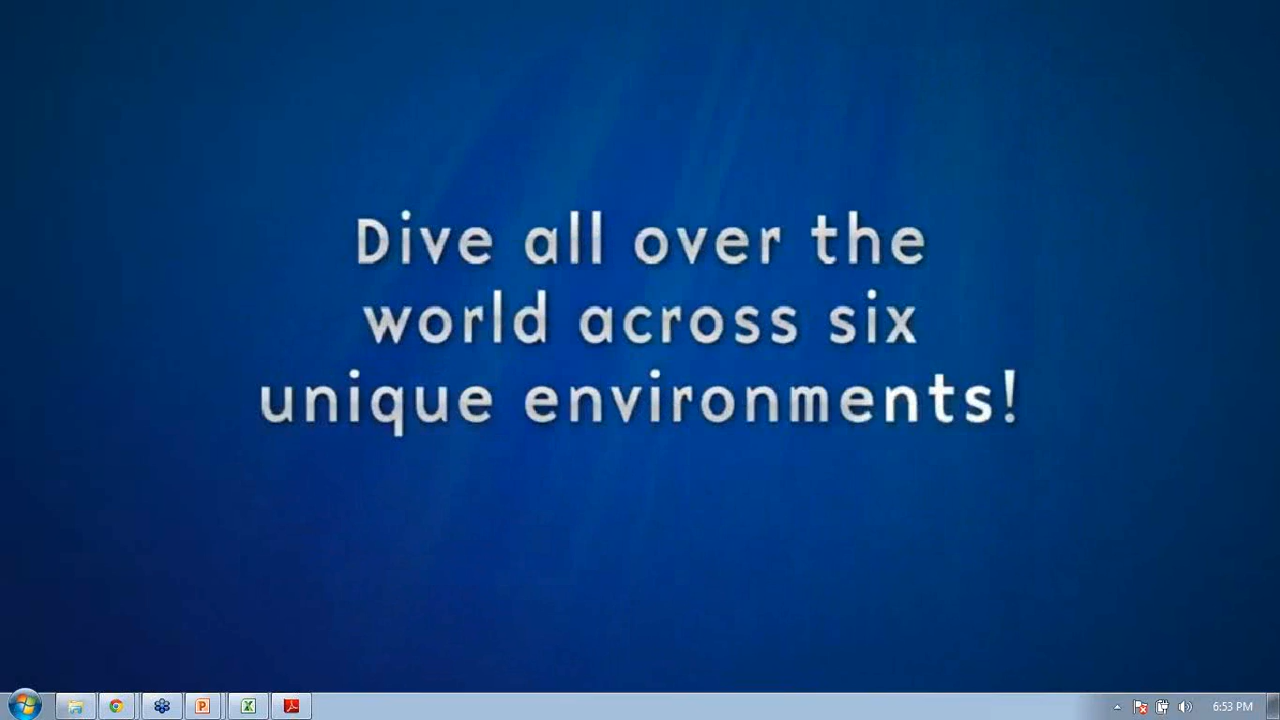 Dive all over the
world across six
unique environments!
6:53 PM